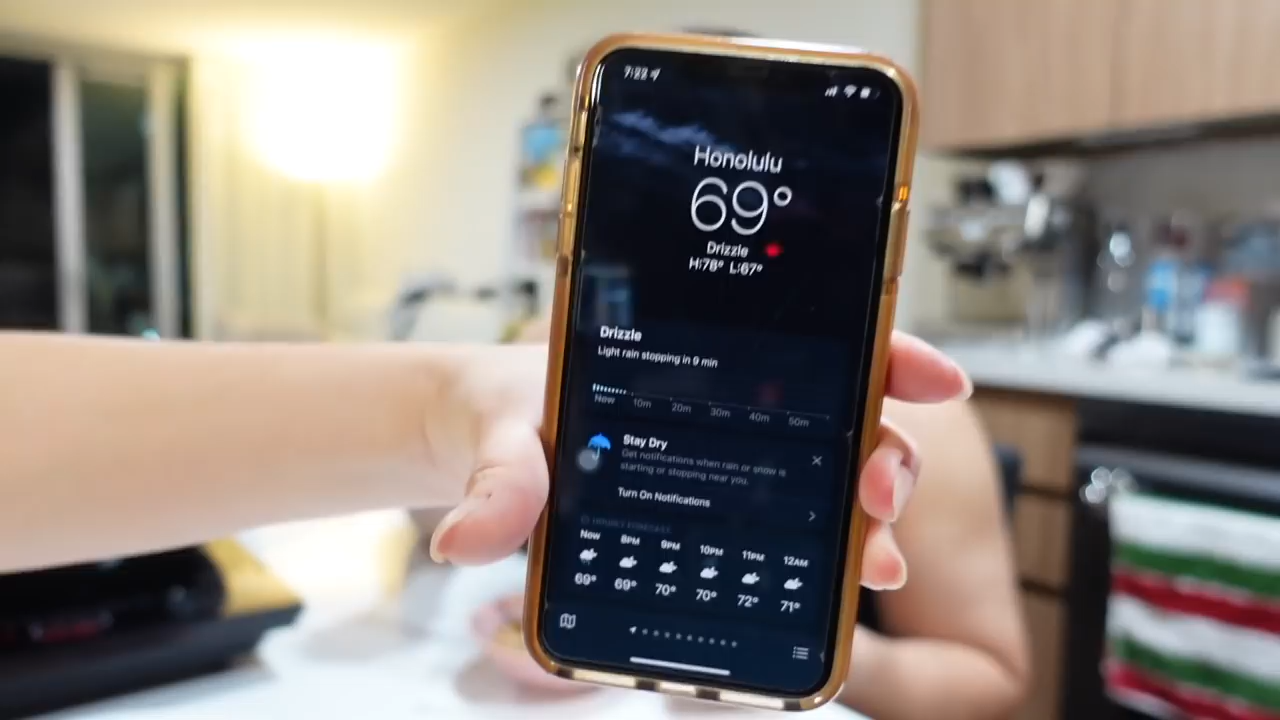 7:22
Honolulu
69°
Drizzle
H:78° L:67°
Drizzle
Light rain stopping in 9 min
Now 10m 20m 30m 40m 50m
Stay Dry
Get notifications when rain or snow is
starting or stopping near you.
Turn On Notifications
HOURLY FORECAST
Now 8PM 9PM 10PM 11PM 12AM
69° 69° 70° 70° 72° 71°